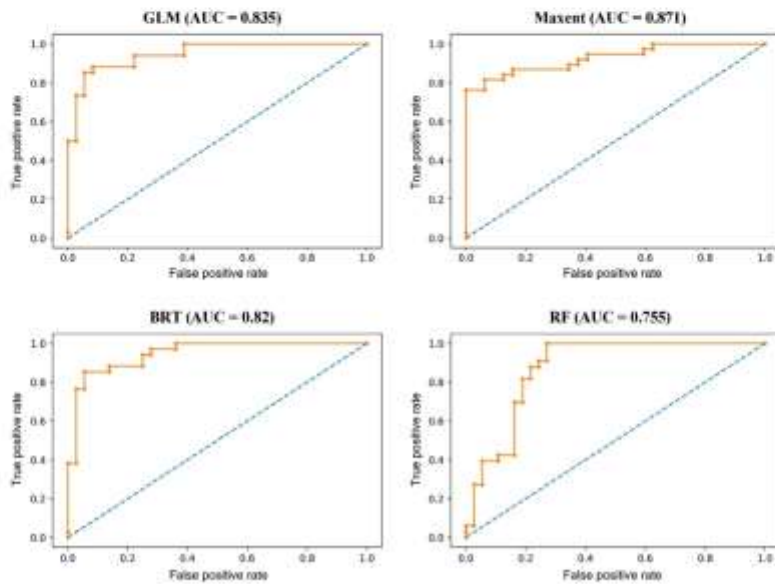 GLM (AUC = 0.835)
1.0
0.8
0.6
0.4
0.2
0.0
True positive rate
0.0 0.2 0.4 0.6 0.8 1.0
False positive rate
Maxent (AUC = 0.871)
1.0
0.8
0.6
0.4
0.2
0.0
True positive rate
0.0 0.2 0.4 0.6 0.8 1.0
False positive rate
BRT (AUC = 0.82)
1.0
0.8
0.6
0.4
0.2
0.0
True positive rate
0.0 0.2 0.4 0.6 0.8 1.0
False positive rate
RF (AUC = 0.755)
1.0
0.8
0.6
0.4
0.2
0.0
True positive rate
0.0 0.2 0.4 0.6 0.8 1.0
False positive rate